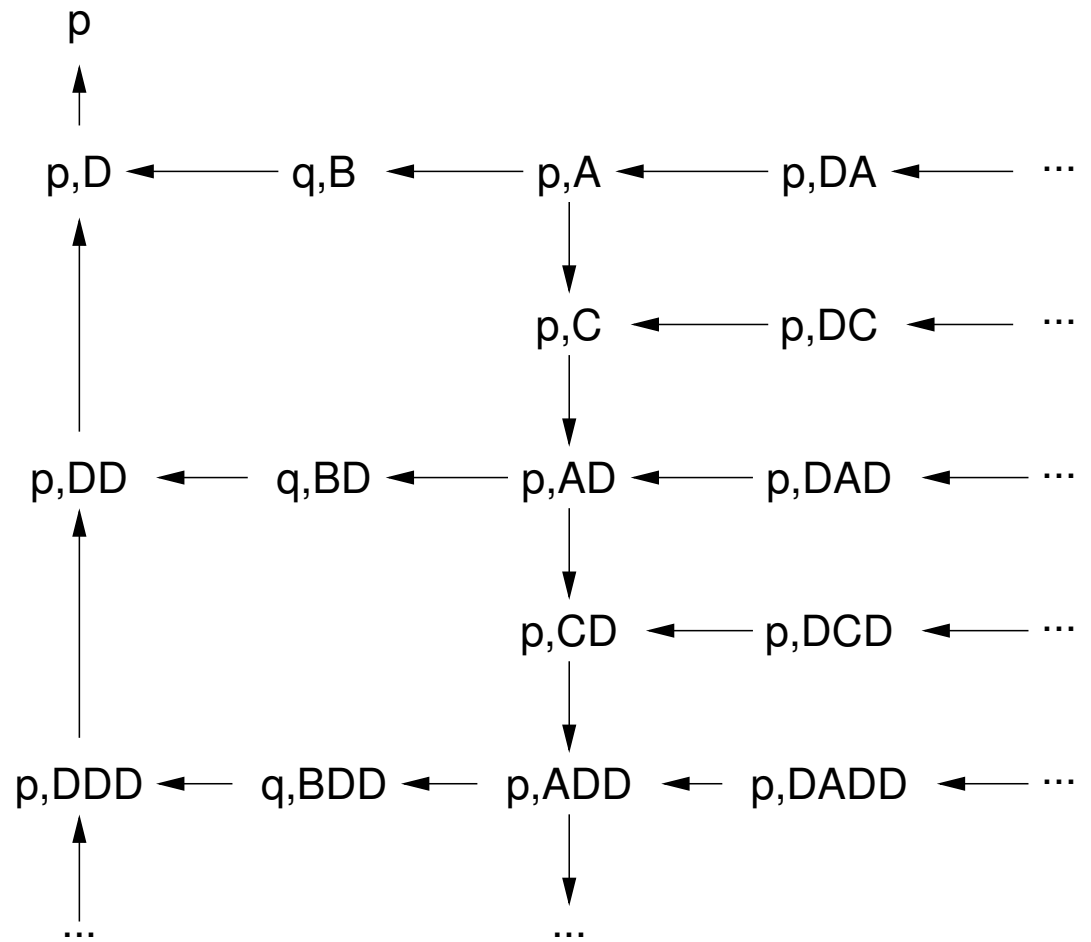 p
p,D q,B p,A p,DA ...
p,C p,DC ...
p,DD q,BD p,AD p,DAD ...
p,CD p,DCD ...
p,DDD q,BDD p,ADD p,DADD ...
... ...